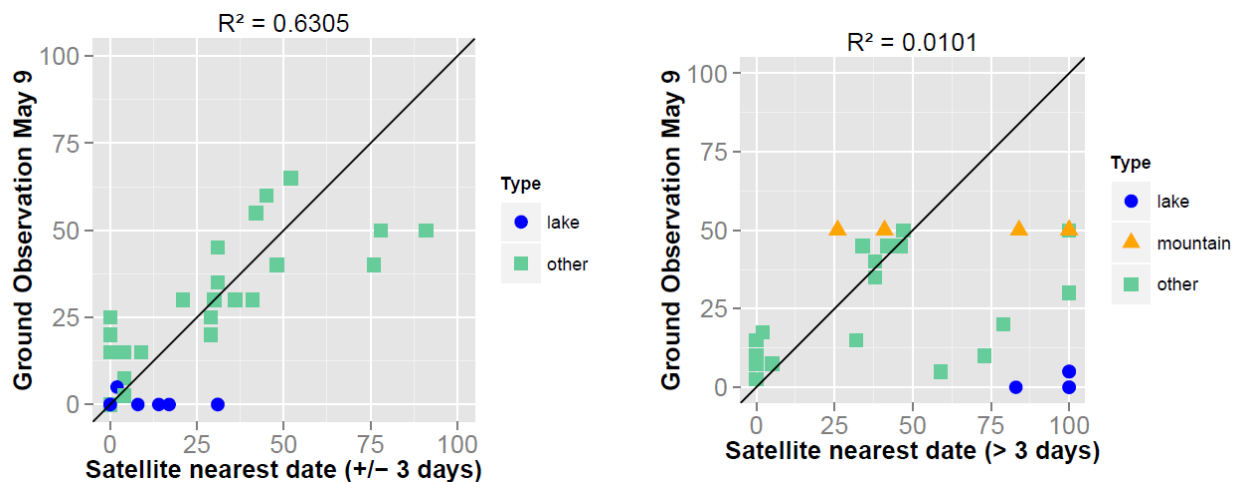 R² = 0.6305
Ground Observation May 9
100
75
50
25
0
0 25 50 75 100
Satellite nearest date (+/− 3 days)
Type
lake
other
R² = 0.0101
Ground Observation May 9
100
75
50
25
0
0 25 50 75 100
Satellite nearest date (> 3 days)
Type
lake
mountain
other